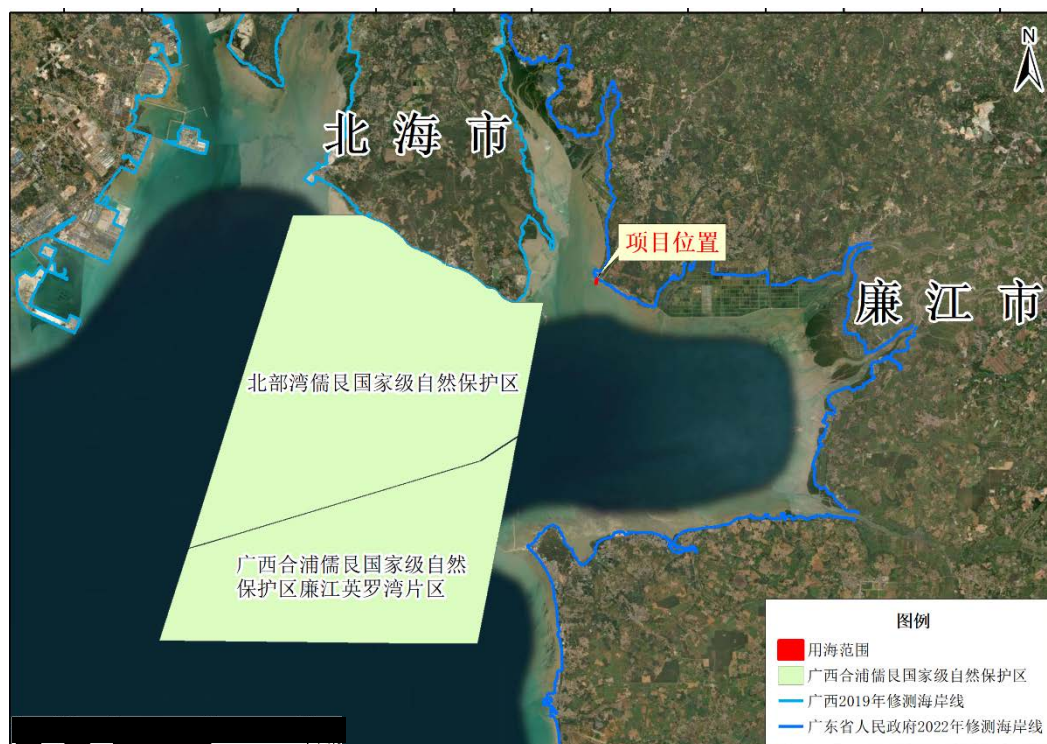 N
北海市
项目位置
廉江市
北部湾儒艮国家级自然保护区
广西合浦儒艮国家级自然
保护区廉江英罗湾片区
图例
用海范围
广西合浦儒艮国家级自然保护区
广西2019年修测海岸线
广东省人民政府2022年修测海岸线